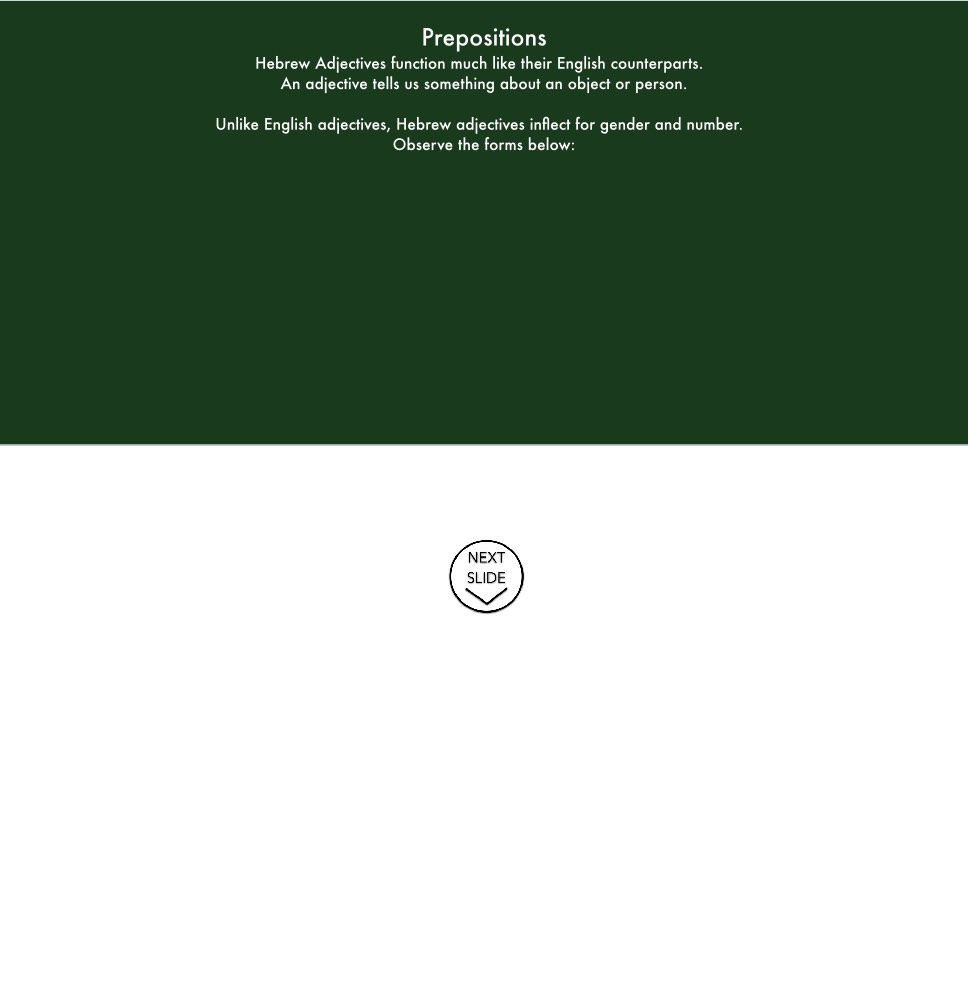 Prepositions
Hebrew Adjectives function much like their English counterparts.
An adjective tells us something about an object or person.
Unlike English adjectives, Hebrew adjectives inflect for gender and number.
Observe the forms below:
NEXT
SLIDE